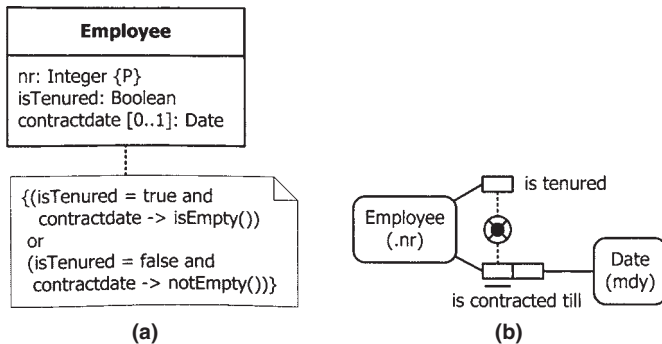 Employee
nr: Integer {P}
isTenured: Boolean
contractdate [0..1]: Date
{(isTenured = true and
contractdate -> isEmpty())
or
(isTenured = false and
contractdate -> notEmpty())}
(a)
is tenured
Employee
(.nr)
Date
(mdy)
is contracted till
(b)